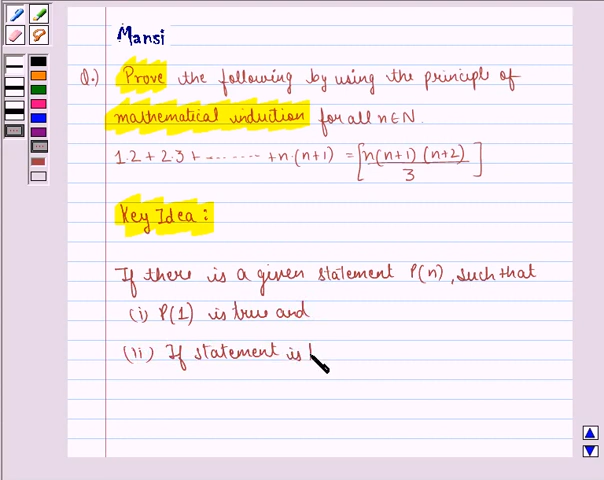 Mansi
Q.) Prove the following by using the principl of
mathematical induction for all n∈N.
1.2 + 2.3 + ........ + n.(n+1) = [n(n+1)(n+2)/3]
Key Idea:
If there is a given statement P(n), such that
(i) P(1) is true and
(ii) If statement is